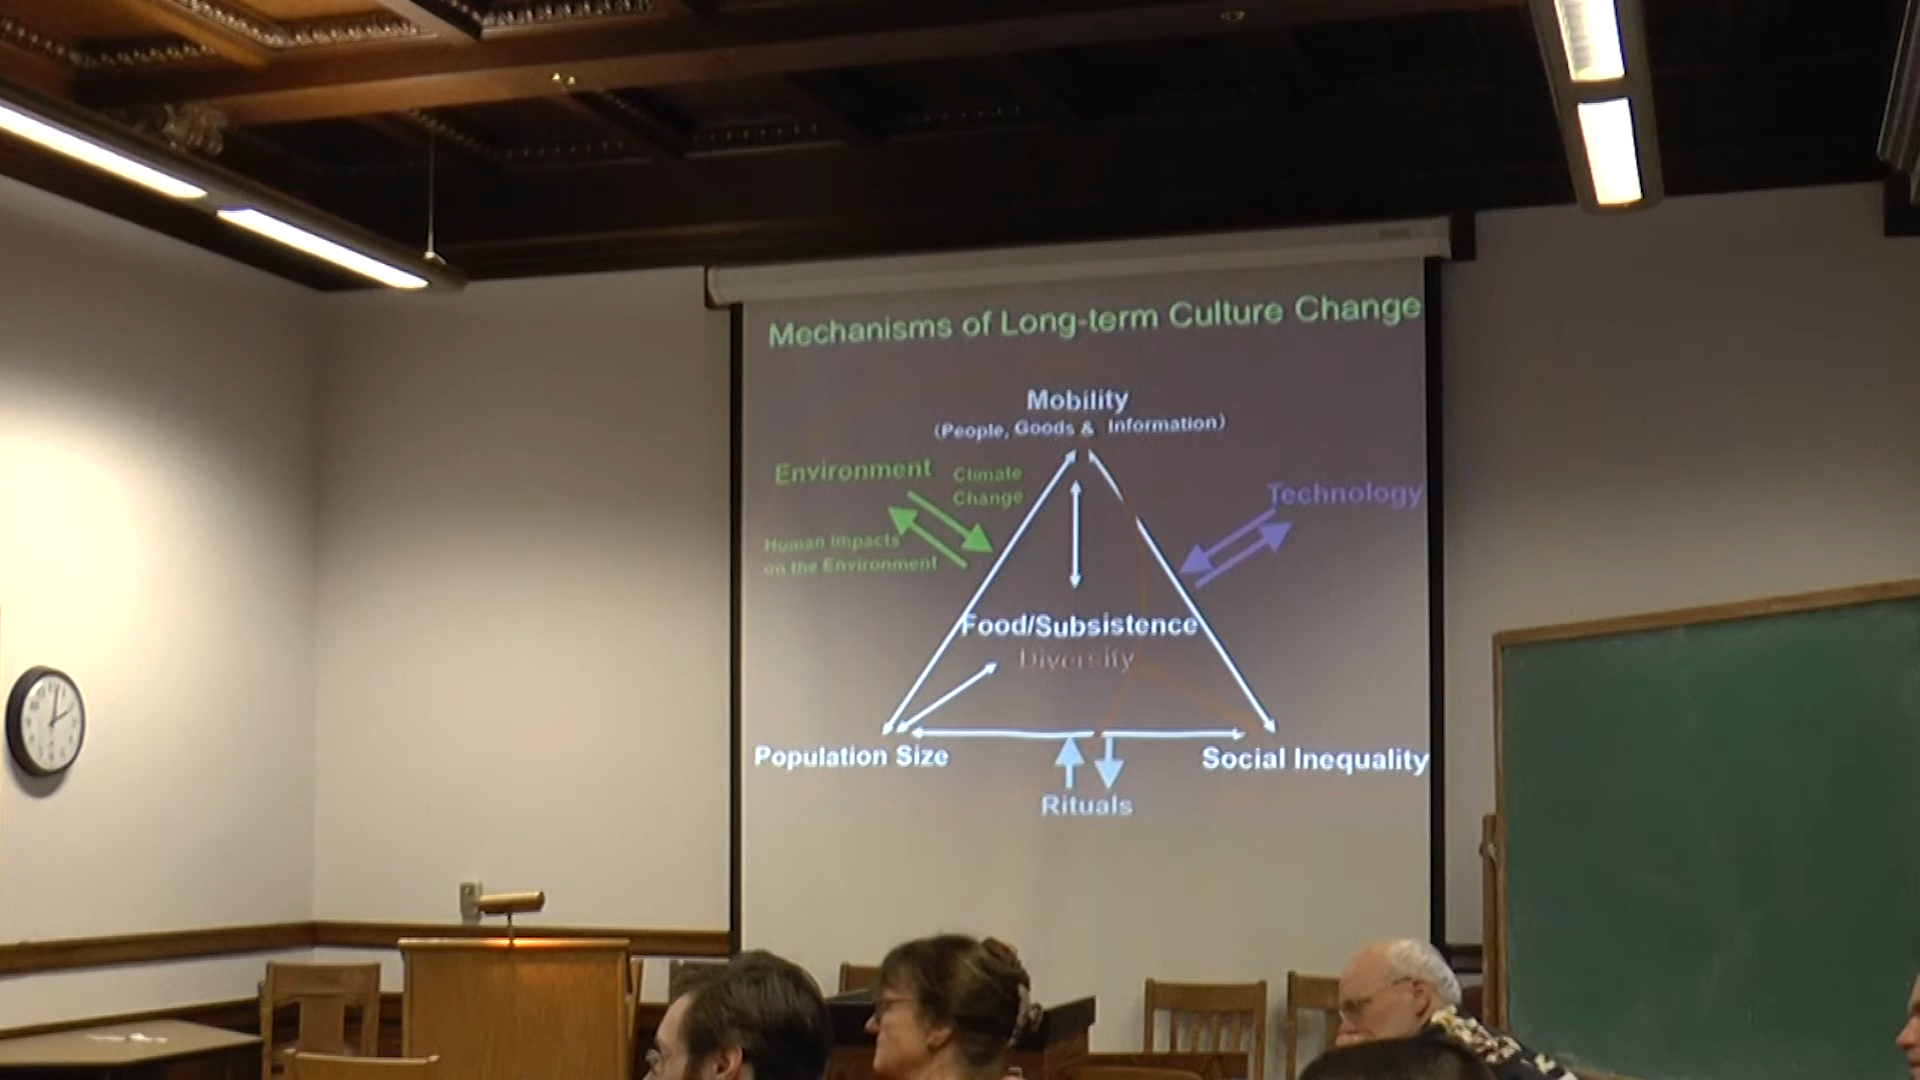 Mechanisms of Long-term Culture Change
Mobility
(People, Goods & Information)
Environment
Climate
Change
Technology
Human Impacts
on the Environment
Food/Subsistence
Diversity
Population Size
Social Inequality
Rituals